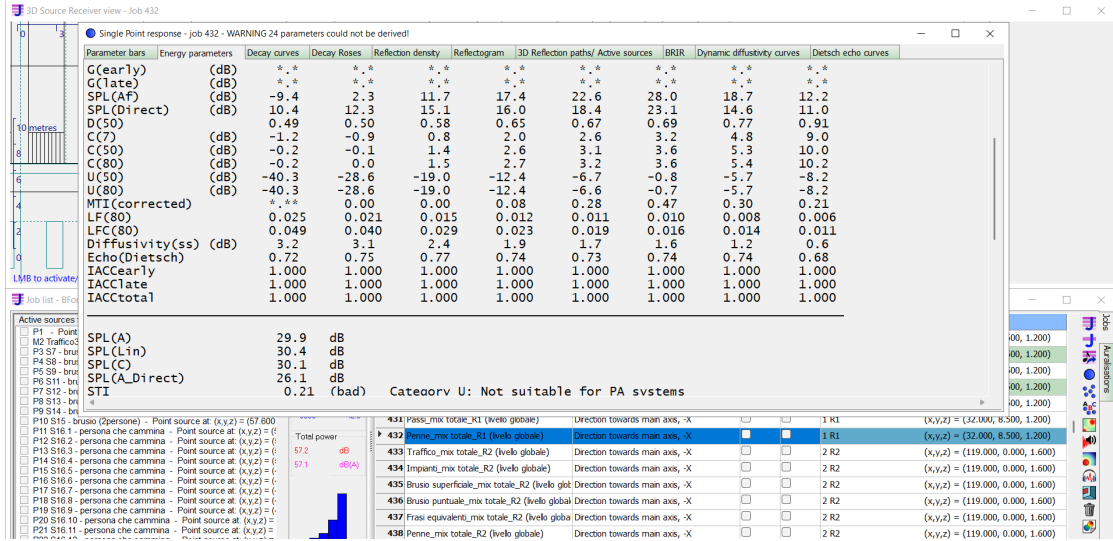 3D Source Receiver view - Job 432
Single Point response - job 432 - WARNING 24 parameters could not be derived!
Parameter bars Energy parameters Decay curves Decay Roses Reflection density Reflectogram 3D Reflection paths/ Active sources BRIR Dynamic diffusitivity curves Dietsch echo curves
G(early) (dB) *.* *.* *.* *.* *.* *.* *.* *.*
G(late) (dB) *.* *.* *.* *.* *.* *.* *.* *.*
SPL(Af) (dB) -9.4 2.3 11.7 17.4 22.6 28.0 18.7 12.2
SPL(Direct) (dB) 10.4 12.3 15.1 16.0 18.4 23.1 14.6 11.0
D(50) 0.49 0.50 0.58 0.65 0.67 0.69 0.77 0.91
C(7) (dB) -1.2 -0.9 0.8 2.0 2.6 3.2 4.8 9.0
C(50) (dB) -0.2 -0.1 1.4 2.6 3.1 3.6 5.3 10.0
C(80) (dB) -0.2 0.0 1.5 2.7 3.2 3.6 5.4 10.2
U(50) (dB) -40.3 -28.6 -19.0 -12.4 -6.7 -0.8 -5.7 -8.2
U(80) (dB) -40.3 -28.6 -19.0 -12.4 -6.6 -0.7 -5.7 -8.2
MTI(corrected) *.** 0.00 0.00 0.08 0.28 0.47 0.30 0.21
LF(80) 0.025 0.021 0.015 0.012 0.011 0.010 0.008 0.006
LFC(80) 0.049 0.040 0.029 0.023 0.019 0.016 0.014 0.011
Diffusivity(ss) (dB) 3.2 3.1 2.4 1.9 1.7 1.6 1.2 0.6
Echo(Dietsch) 0.72 0.75 0.77 0.74 0.73 0.74 0.74 0.68
IACCearly 1.000 1.000 1.000 1.000 1.000 1.000 1.000 1.000
IACClate 1.000 1.000 1.000 1.000 1.000 1.000 1.000 1.000
IACCtotal 1.000 1.000 1.000 1.000 1.000 1.000 1.000 1.000
SPL(A) 29.9 dB
SPL(Lin) 30.4 dB
SPL(C) 30.1 dB
SPL(A_Direct) 26.1 dB
STI 0.21 (bad) Category U: Not suitable for PA systems
0 3
10 metres
8
6
4
2
0
LMB to activate/
Job list - BFor
Jobs
Auralisations
Active sources
P1 - Point
M2 Traffico3
P3 S7 - brus
P4 S8 - brus
P5 S9 - brus
P6 S11 - bru
P7 S12 - bru
P8 S13 - bru
P9 S14 - bru
P10 S15 - brusio (2persone) - Point source at: (x,y,z) = (57.600
P11 S16.1 - persona che cammina - Point source at: (x,y,z) = (
P12 S16.2 - persona che cammina - Point source at: (x,y,z) = (
P13 S16.3 - persona che cammina - Point source at: (x,y,z) = (
P14 S16.4 - persona che cammina - Point source at: (x,y,z) = (
P15 S16.5 - persona che cammina - Point source at: (x,y,z) = (
P16 S16.6 - persona che cammina - Point source at: (x,y,z) = (
P17 S16.7 - persona che cammina - Point source at: (x,y,z) = (
P18 S16.8 - persona che cammina - Point source at: (x,y,z) = (
P19 S16.9 - persona che cammina - Point source at: (x,y,z) = (
P20 S16.10 - persona che cammina - Point source at: (x,y,z) =
P21 S16.11 - persona che cammina - Point source at: (x,y,z) =
Total power
57.2 dB
57.1 dB(A)
00, 1.200)
00, 1.200)
00, 1.200)
00, 1.200)
00, 1.200)
431 Passi_mix totale_R1 (livello globale) Direction towards main axis, -X 1 R1 (x,y,z) = (32.000, 8.500, 1.200)
432 Penne_mix totale_R1 (livello globale) Direction towards main axis, -X 1 R1 (x,y,z) = (32.000, 8.500, 1.200)
433 Traffico_mix totale_R2 (livello globale) Direction towards main axis, -X 2 R2 (x,y,z) = (119.000, 0.000, 1.600)
434 Impianti_mix totale_R2 (livello globale) Direction towards main axis, -X 2 R2 (x,y,z) = (119.000, 0.000, 1.600)
435 Brusio superficiale_mix totale_R2 (livello glob Direction towards main axis, -X 2 R2 (x,y,z) = (119.000, 0.000, 1.600)
436 Brusio puntuale_mix totale_R2 (livello global Direction towards main axis, -X 2 R2 (x,y,z) = (119.000, 0.000, 1.600)
437 Frasi equivalenti_mix totale_R2 (livello globa Direction towards main axis, -X 2 R2 (x,y,z) = (119.000, 0.000, 1.600)
438 Penne_mix totale_R2 (livello globale) Direction towards main axis, -X 2 R2 (x,y,z) = (119.000, 0.000, 1.600)